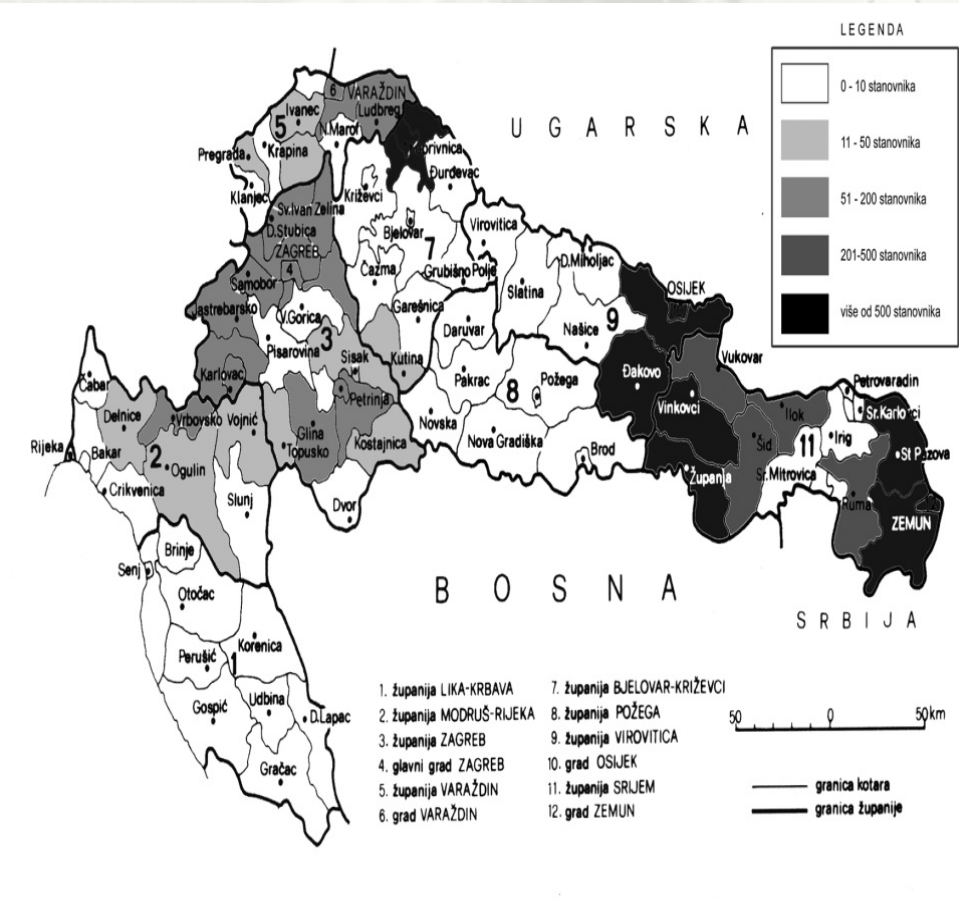 LEGENDA
0 - 10 stanovnika
11 - 50 stanovnika
51 - 200 stanovnika
201-500 stanovnika
više od 500 stanovnika
UGARSKA
6
VARAŽDIN
Ivanec
Ludbreg
5
N.Marof
Pregrada
Krapina
privnica
Đurđevac
Klanjec
Križevci
Sv.Ivan Zelina
D.Stubica
Bjelovar
Virovitica
ZAGREB
7
4
Čazma
Grubišno Polje
D.Miholjac
Samobor
Slatina
OSIJEK
Jastrebarsko
V.Gorica
Garešnica
9
3
Daruvar
Našice
Pisarovina
Sisak
Kutina
Vukovar
Karlovac
Pakrac
8
Požega
Đakovo
Petrovaradin
Čabar
Petrinja
Vinkovci
Ilok
Sr.Karlo ci
Delnice
Vrbovsko
Vojnić
Glina
Novska
Šid
11
Irig
Rijeka
Bakar
2
Topusko
Kostajnica
Nova Gradiška
Brod
St Pazova
Ogulin
Županja
Sr.Mitrovica
Crikvenica
Slunj
Dvor
Ruma
ZEMUN
Brinje
Senj
BOSNA
Otočac
SRBIJA
Korenica
Perušić
1
Gospić
Udbina
D.Lapac
Gračac
1. županija LIKA-KRBAVA
2. županija MODRUŠ-RIJEKA
3. županija ZAGREB
4. glavni grad ZAGREB
5. županija VARAŽDIN
6. grad VARAŽDIN
7. županija BJELOVAR-KRIŽEVCI
8. županija POŽEGA
9. županija VIROVITICA
10. grad OSIJEK
11. županija SRIJEM
12. grad ZEMUN
50 0 50km
granica kotara
granica županije